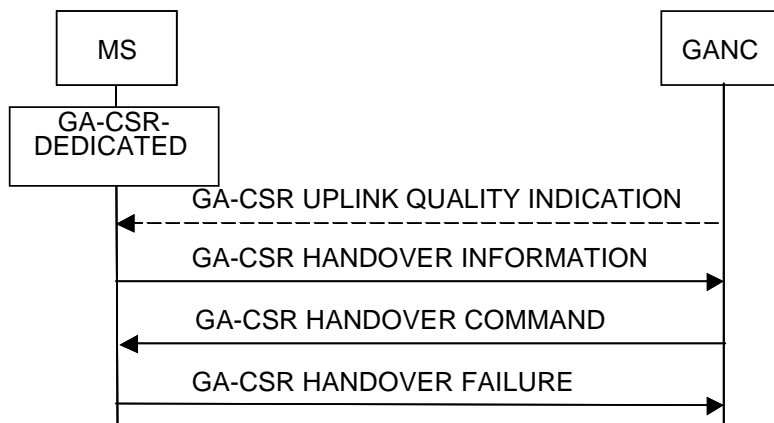 MS
GANC
GA-CSR-
DEDICATED
GA-CSR UPLINK QUALITY INDICATION
GA-CSR HANDOVER INFORMATION
GA-CSR HANDOVER COMMAND
GA-CSR HANDOVER FAILURE